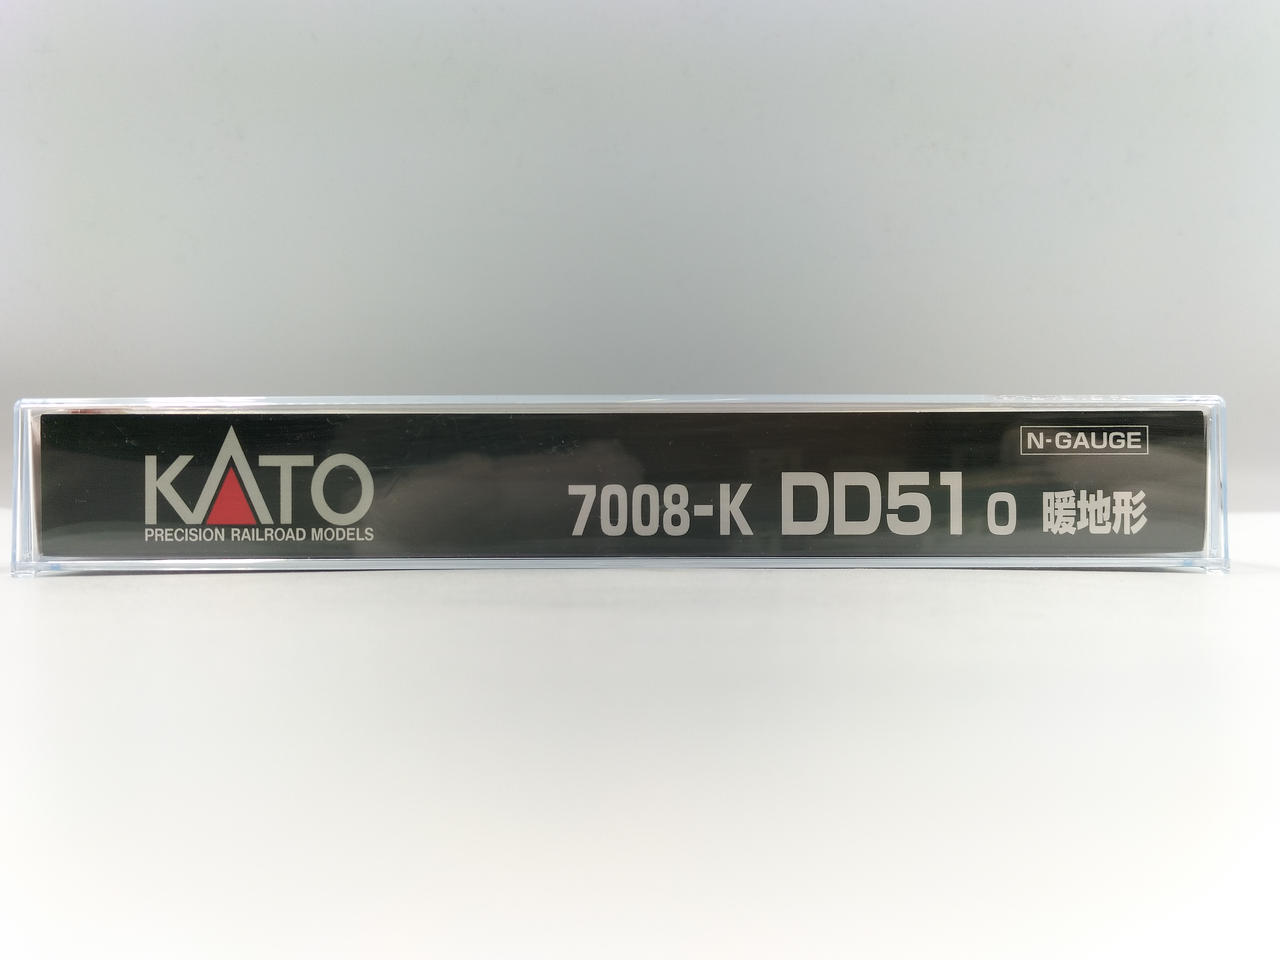 N-GAUGE
KATO
PRECISION RAILROAD MODELS
7008-K DD51 0 暖地形